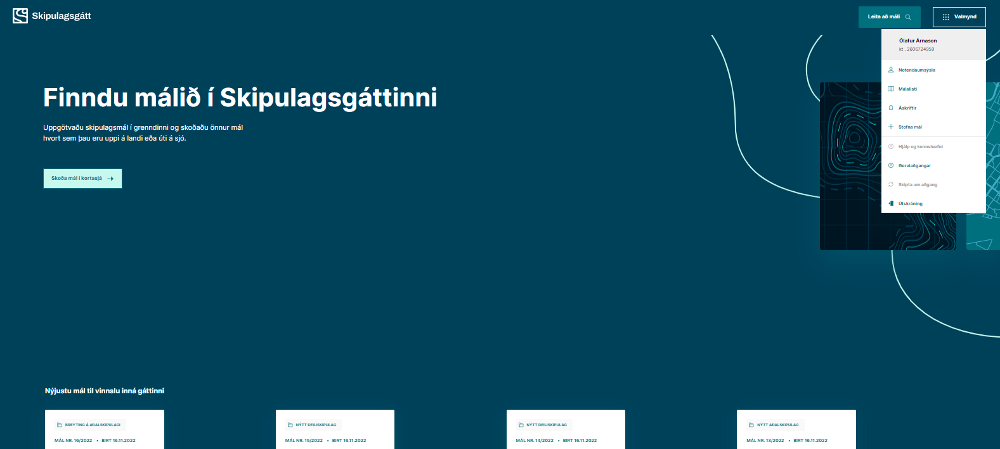 Skipulagsgátt
Leita að máli
Valmynd
Ólafur Árnason
kt . 2606724959
Notendaumsýsla
Málalisti
Áskriftir
Stofna mál
Hjálp og kennsluefni
Gerviaðgangar
Skipta um aðgang
Útskráning
Finndu málið í Skipulagsgáttinni
Uppgötvaðu skipulagsmál í grenndinni og skoðaðu önnur mál
hvort sem þau eru uppi á landi eða úti á sjó.
Skoða mál í kortasjá
Nýjustu mál til vinnslu inná gáttinni
BREYTING Á AÐALSKIPULAGI
MÁL NR. 16/2022 • BIRT 16.11.2022
NÝTT DEILISKIPULAG
MÁL NR. 15/2022 • BIRT 16.11.2022
NÝTT DEILISKIPULAG
MÁL NR. 14/2022 • BIRT 16.11.2022
NÝTT AÐALSKIPULAG
MÁL NR. 13/2022 • BIRT 16.11.2022